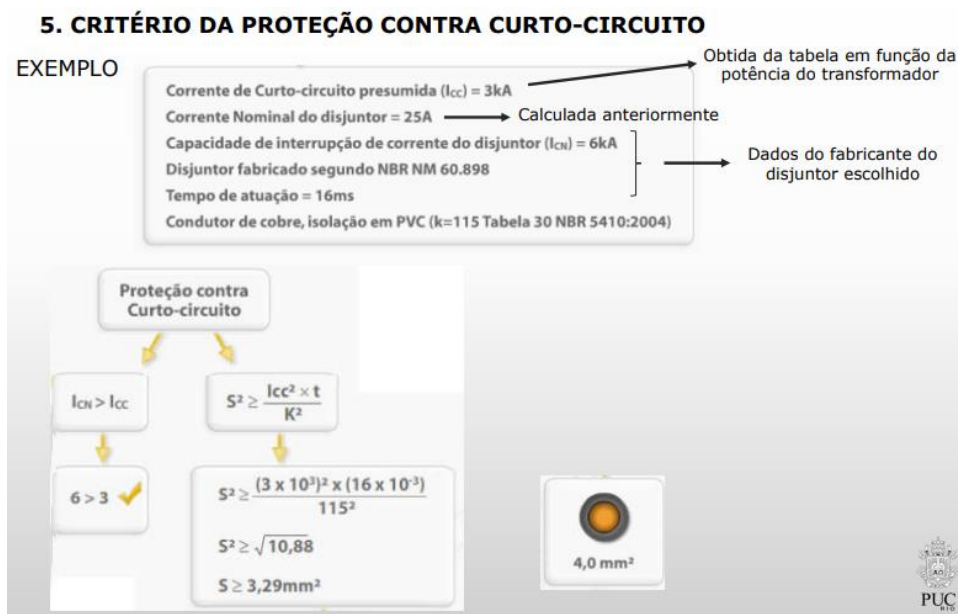 5. CRITÉRIO DA PROTEÇÃO CONTRA CURTO-CIRCUITO
EXEMPLO
Obtida da tabela em função da
potência do transformador
Corrente de Curto-circuito presumida (Icc) = 3kA
Corrente Nominal do disjuntor = 25A
Calculada anteriormente
Capacidade de interrupção de corrente do disjuntor (ICN) = 6kA
Disjuntor fabricado segundo NBR NM 60.898
Tempo de atuação = 16ms
Dados do fabricante do
disjuntor escolhido
Condutor de cobre, isolação em PVC (k=115 Tabela 30 NBR 5410:2004)
Proteção contra
Curto-circuito
ICN > ICC
S² ≥ Icc² × t / K²
6 > 3
S² ≥ (3 x 10³)² x (16 x 10⁻³) / 115²
S² ≥ √10,88
S ≥ 3,29mm²
4,0 mm²
PUC
RIO